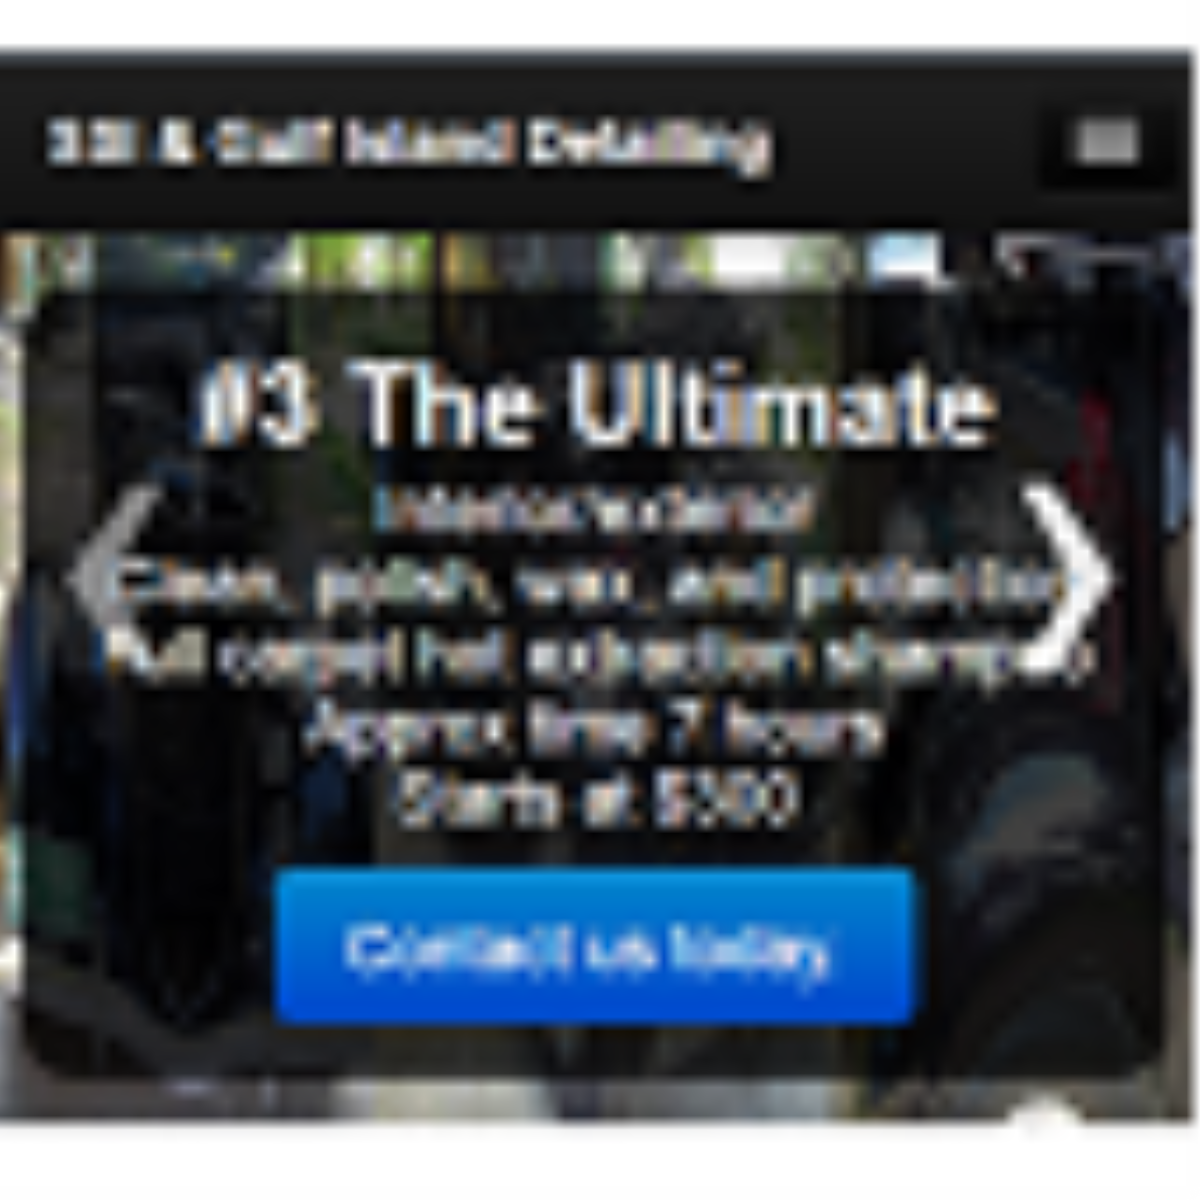 & Gulf Island Detailing
#3 The Ultimate
Interior/exterior
Clean, polish, wax, and protection
Full carpet hot extraction shampoo
Approx time 7 hours
Starts at $300
Contact us today